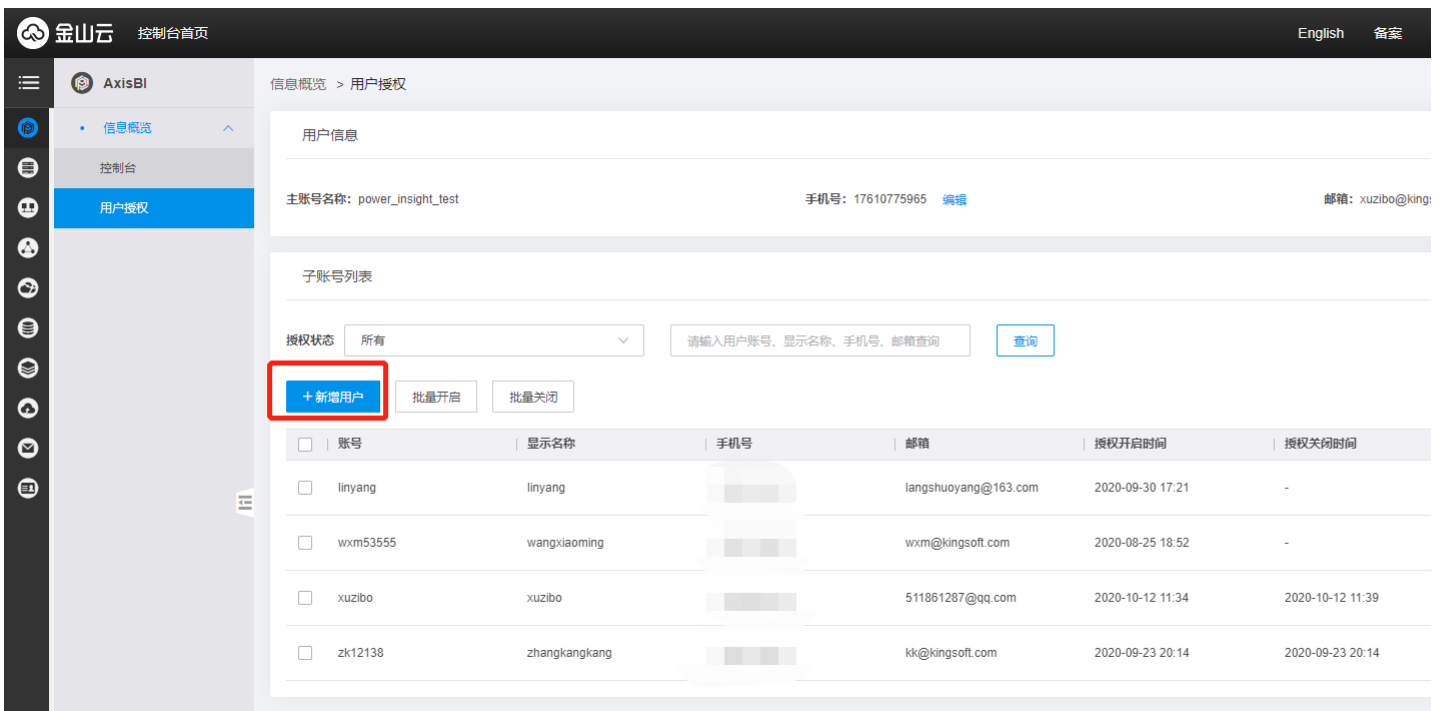 金山云 控制台首页 English 备案
AxisBI 信息概览 > 用户授权
信息概览
控制台
用户授权
用户信息
主账号名称：power_insight_test 手机号：17610775965 编辑 邮箱：xuzibo@kings
子账号列表
授权状态 所有 请输入用户账号、显示名称、手机号、邮箱查询 查询
+新增用户 批量开启 批量关闭
账号 显示名称 手机号 邮箱 授权开启时间 授权关闭时间
linyang linyang langshuoyang@163.com 2020-09-30 17:21 -
wxm53555 wangxiaoming wxm@kingsoft.com 2020-08-25 18:52 -
xuzibo xuzibo 511861287@qq.com 2020-10-12 11:34 2020-10-12 11:39
zk12138 zhangkangkang kk@kingsoft.com 2020-09-23 20:14 2020-09-23 20:14